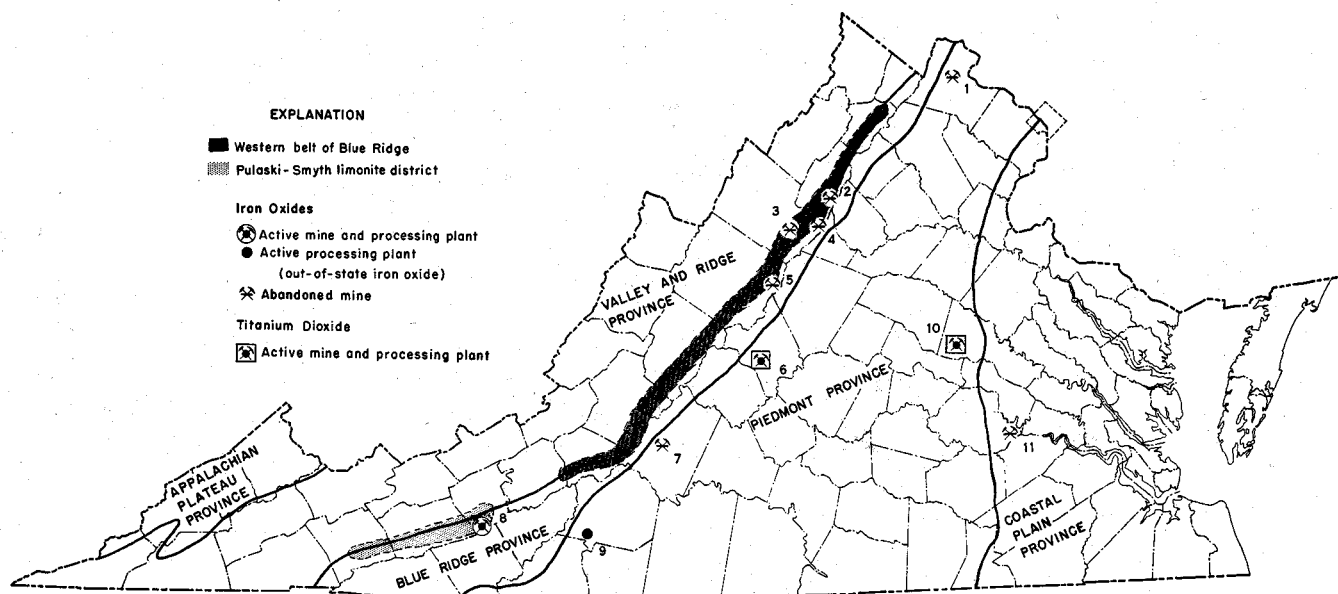 EXPLANATION
Western belt of Blue Ridge
Pulaski-Smyth limonite district
Iron Oxides
Active mine and processing plant
Active processing plant
(out-of-state iron oxide)
Abandoned mine
Titanium Dioxide
Active mine and processing plant
1
2
3
4
5
VALLEY AND RIDGE
PROVINCE
10
6
PIEDMONT PROVINCE
11
7
APPALACHIAN
PLATEAU
PROVINCE
8
COASTAL
PLAIN
PROVINCE
BLUE RIDGE PROVINCE
9